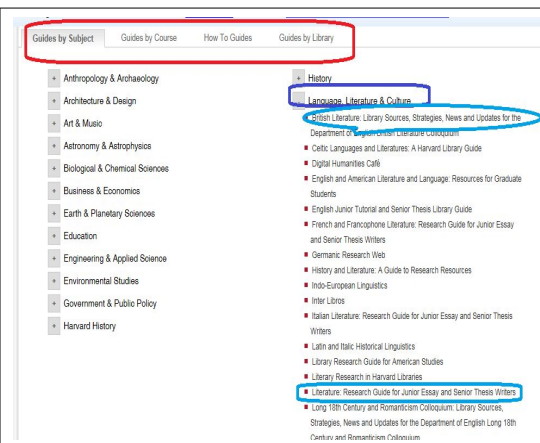 Guides by Subject
Guides by Course
How To Guides
Guides by Library
Anthropology & Archaeology
Architecture & Design
Art & Music
Astronomy & Astrophysics
Biological & Chemical Sciences
Business & Economics
Earth & Planetary Sciences
Education
Engineering & Applied Science
Environmental Studies
Government & Public Policy
Harvard History
History
Language, Literature & Culture
British Literature: Library Sources, Strategies, News and Updates for the
Department of English British Literature Colloquium
Celtic Languages and Literatures: A Harvard Library Guide
Digital Humanities Café
English and American Literature and Language: Resources for Graduate
Students
English Junior Tutorial and Senior Thesis Library Guide
French and Francophone Literature: Research Guide for Junior Essay
and Senior Thesis Writers
Germanic Research Web
History and Literature: A Guide to Research Resources
Indo-European Linguistics
Inter Libros
Italian Literature: Research Guide for Junior Essay and Senior Thesis
Writers
Latin and Italic Historical Linguistics
Library Research Guide for American Studies
Literary Research in Harvard Libraries
Literature: Research Guide for Junior Essay and Senior Thesis Writers
Long 18th Century and Romanticism Colloquium: Library Sources,
Strategies, News and Updates for the Department of English Long 18th
Century and Romanticism Colloquium